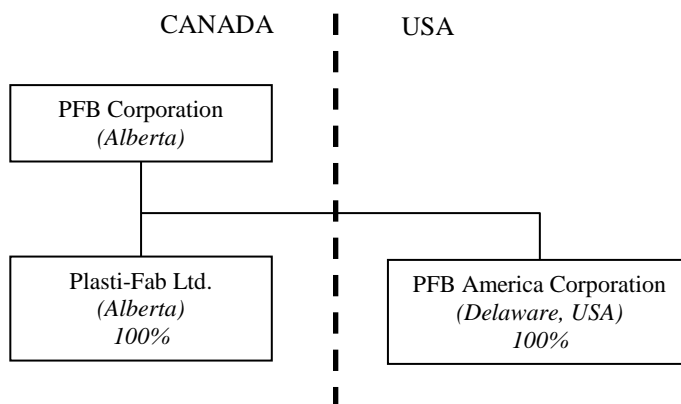 CANADA
USA
PFB Corporation
(Alberta)
Plasti-Fab Ltd.
(Alberta)
100%
PFB America Corporation
(Delaware, USA)
100%